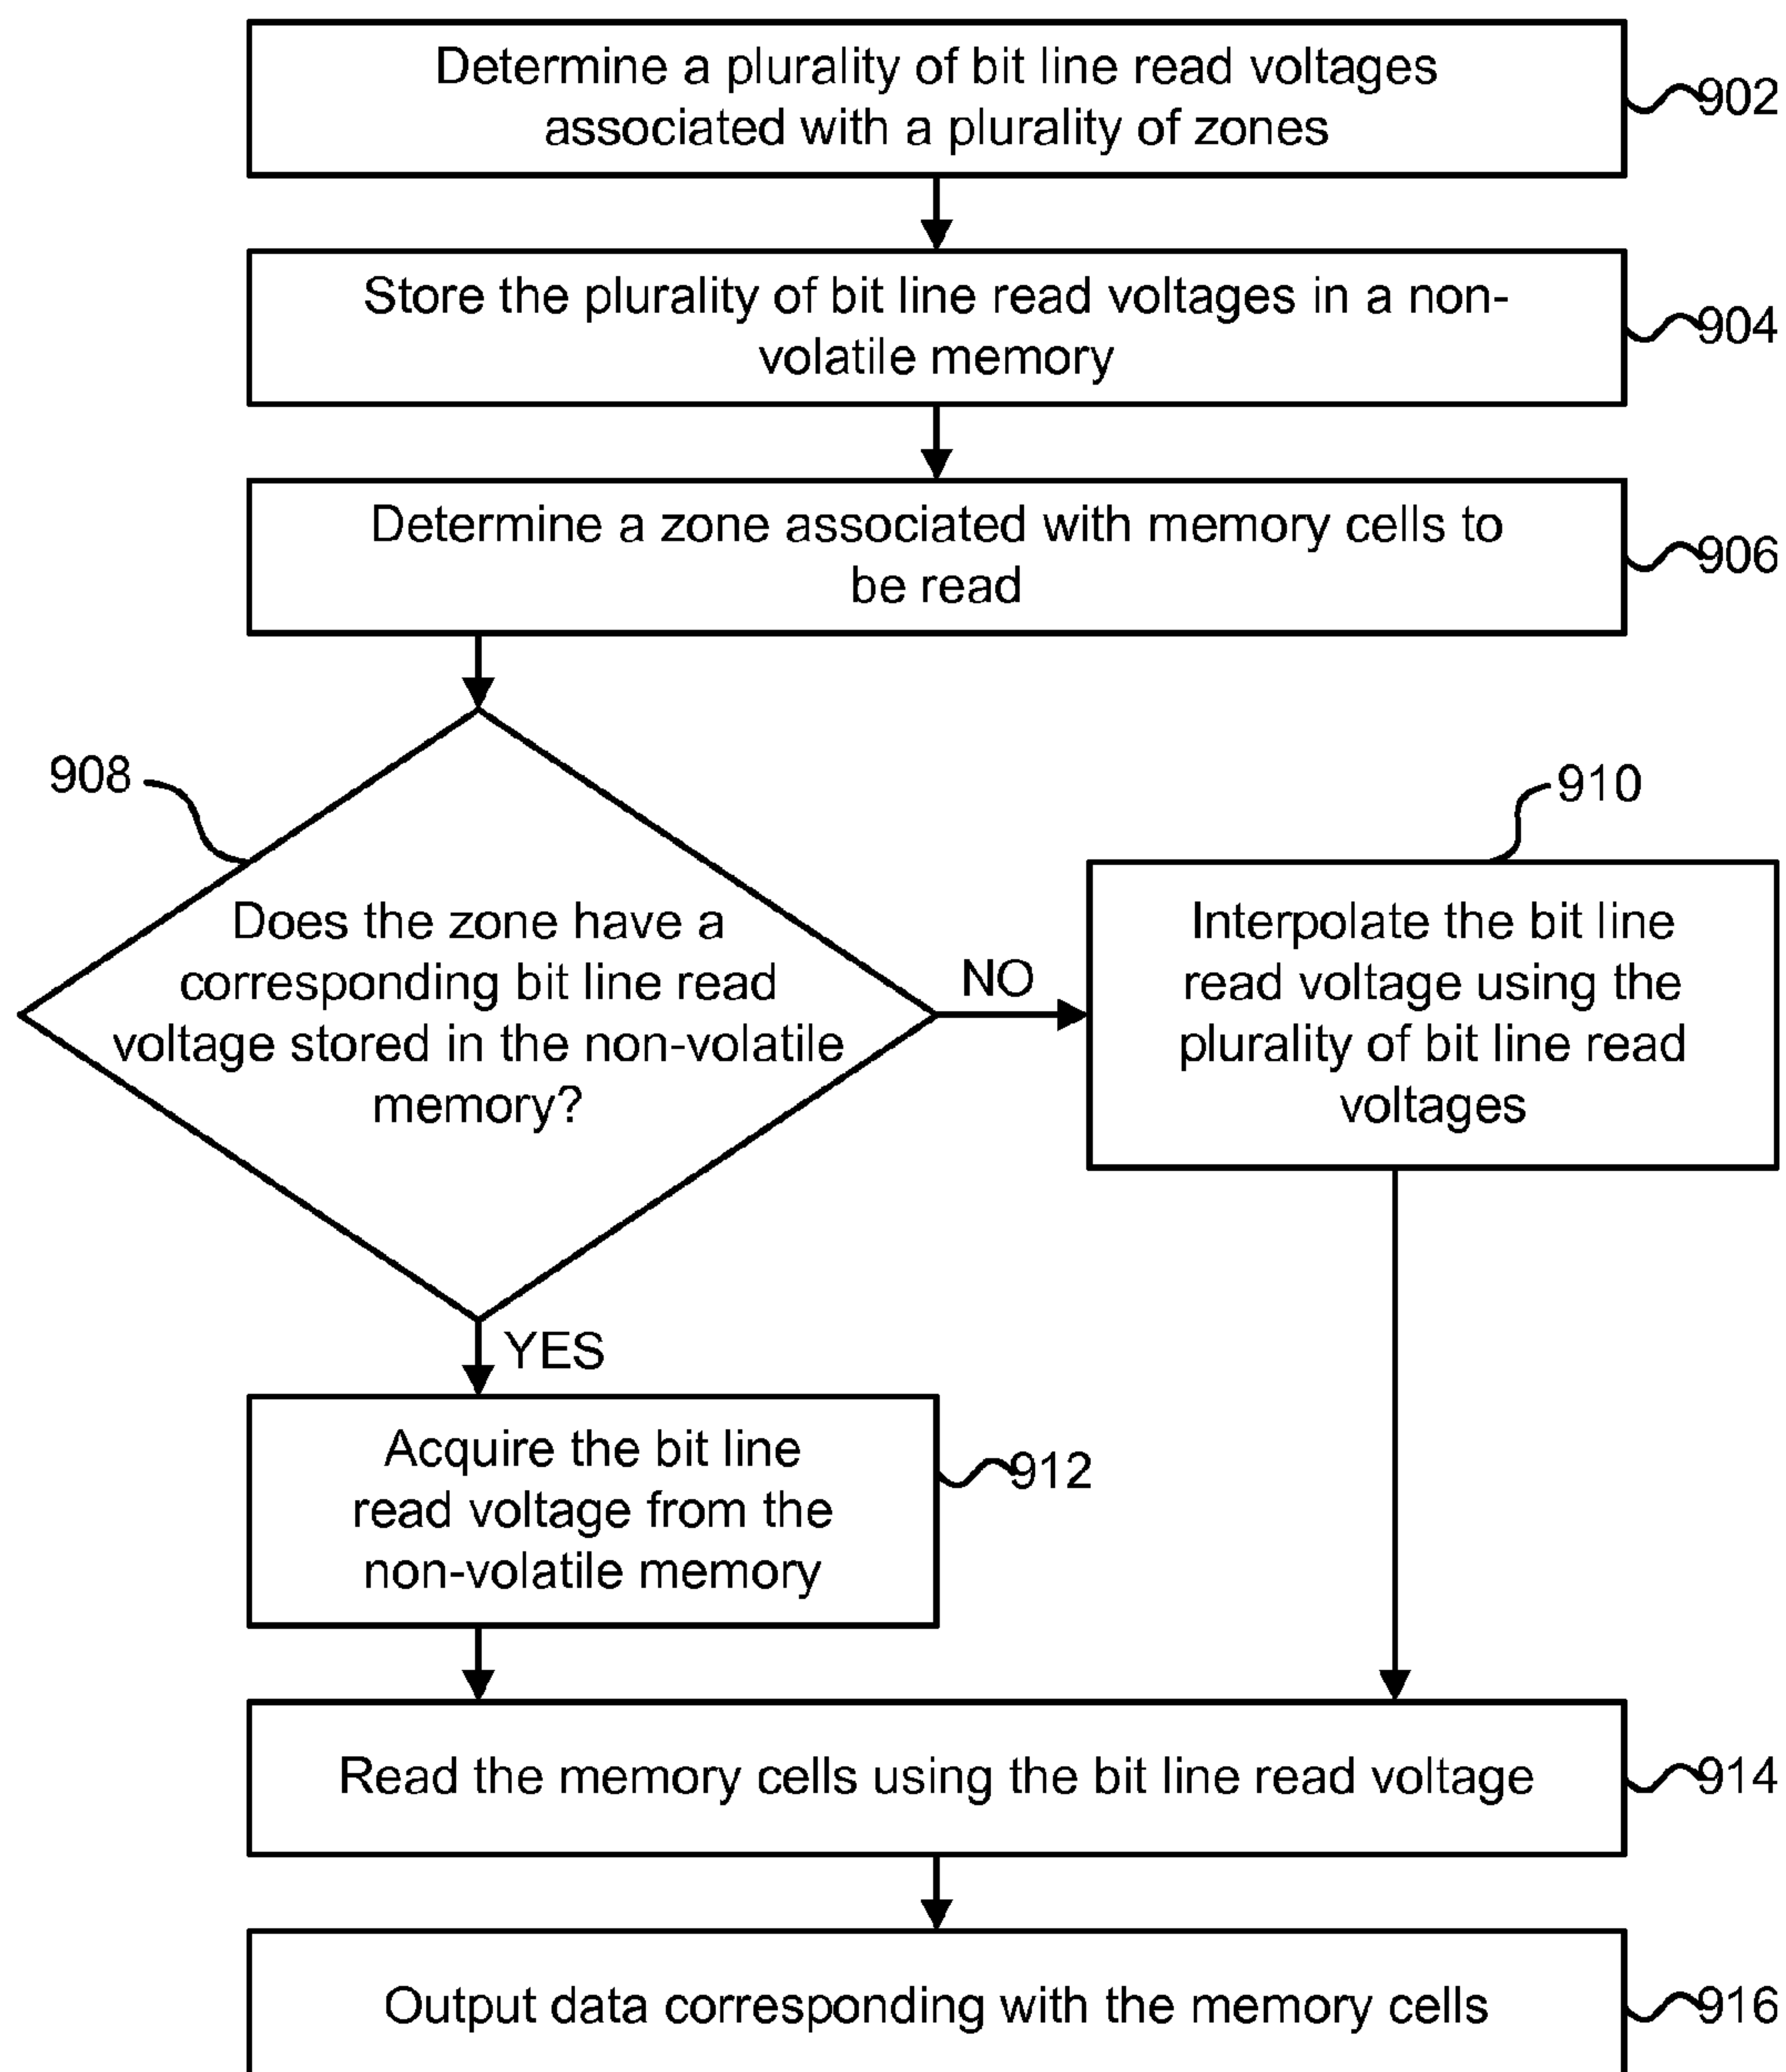 Determine a plurality of bit line read voltages
associated with a plurality of zones
902
Store the plurality of bit line read voltages in a non-
volatile memory
904
Determine a zone associated with memory cells to
be read
906
908
Does the zone have a
corresponding bit line read
voltage stored in the non-volatile
memory?
NO
910
Interpolate the bit line
read voltage using the
plurality of bit line read
voltages
YES
Acquire the bit line
read voltage from the
non-volatile memory
912
Read the memory cells using the bit line read voltage
914
Output data corresponding with the memory cells
916